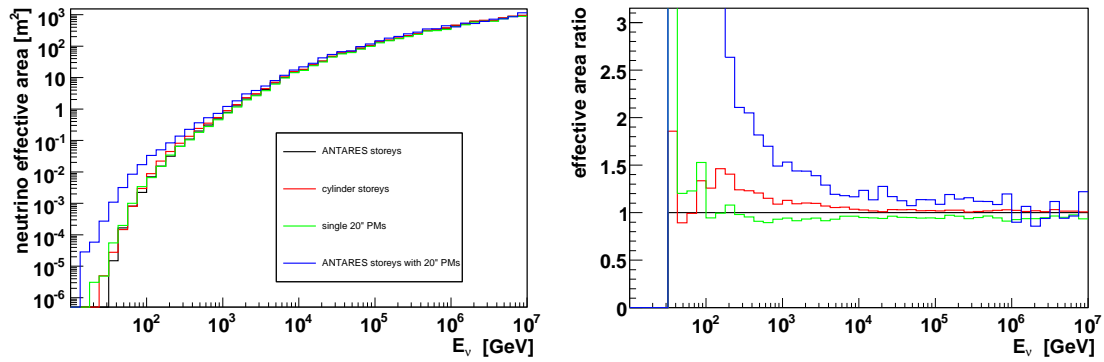 neutrino effective area [m²]
10³
10²
10
1
10⁻¹
10⁻²
10⁻³
10⁻⁴
10⁻⁵
10⁻⁶
ANTARES storeys
cylinder storeys
single 20" PMs
ANTARES storeys with 20" PMs
10² 10³ 10⁴ 10⁵ 10⁶ 10⁷
Eν [GeV]
effective area ratio
3
2.5
2
1.5
1
0.5
0
10² 10³ 10⁴ 10⁵ 10⁶ 10⁷
Eν [GeV]